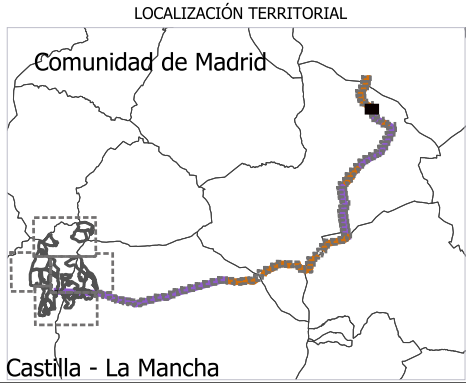 LOCALIZACIÓN TERRITORIAL
Comunidad de Madrid
Castilla - La Mancha